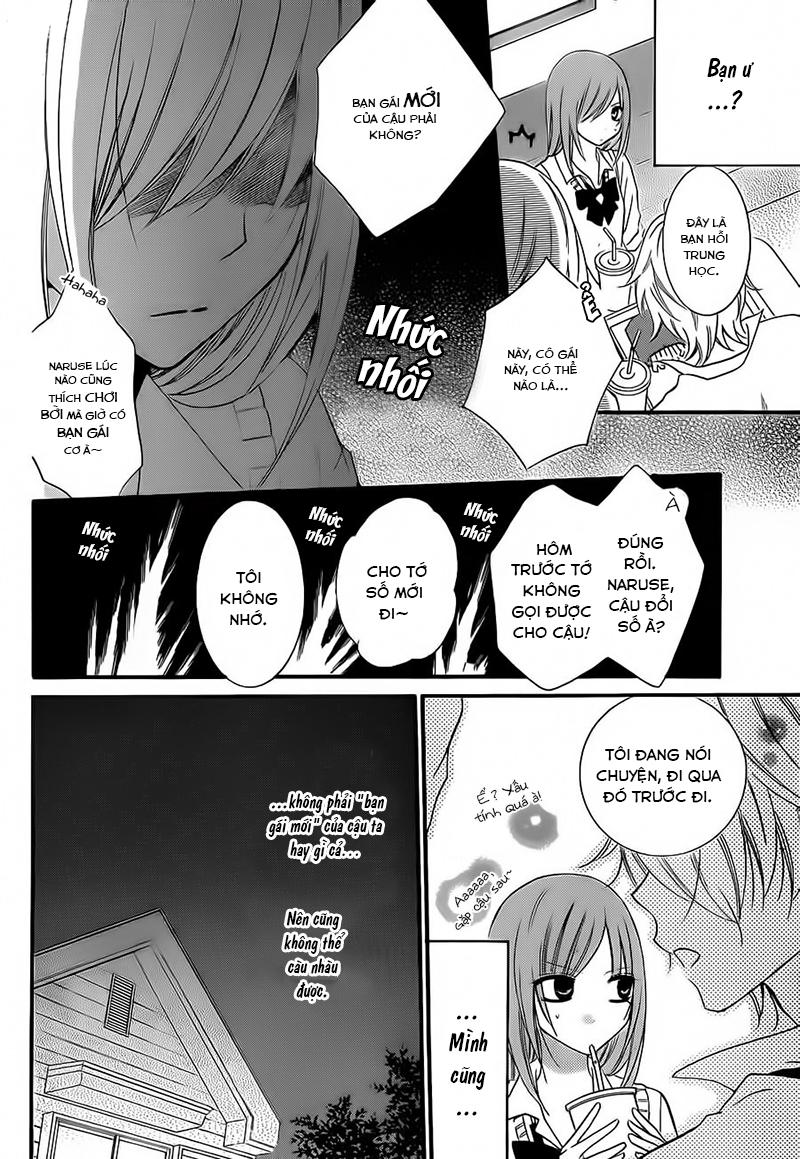 Bạn ư
...?
ĐÂY LÀ
BẠN HỒI
TRUNG
HỌC.
NÀY, CÔ GÁI
NÀY, CÓ THỂ
NÀO LÀ...
BẠN GÁI MỚI
CỦA CẬU PHẢI
KHÔNG?
Nhức
nhối
Hahaha
NARUSE LÚC
NÀO CŨNG
THÍCH CHƠI
BỜI MÀ GIỜ CÓ
BẠN GÁI
CƠ À~
À
ĐÚNG
RỒI.
NARUSE,
CẬU ĐỔI
SỐ À?
HÔM
TRƯỚC TỚ
KHÔNG
GỌI ĐƯỢC
CHO CẬU!
Nhức
nhối
CHO TỚ
SỐ MỚI
ĐI~
Nhức
nhối
TÔI
KHÔNG
NHỚ.
Nhức
nhối
TÔI ĐANG NÓI
CHUYỆN, ĐI QUA
ĐÓ TRƯỚC ĐI.
Ể? Xấu
tính quá à!
Aaaaaa,
Gặp cậu sau~
...
Mình
cũng
...
...không phải "bạn
gái mới" của cậu ta
hay gì cả...
Nên cũng
không thể
càu nhàu
được.